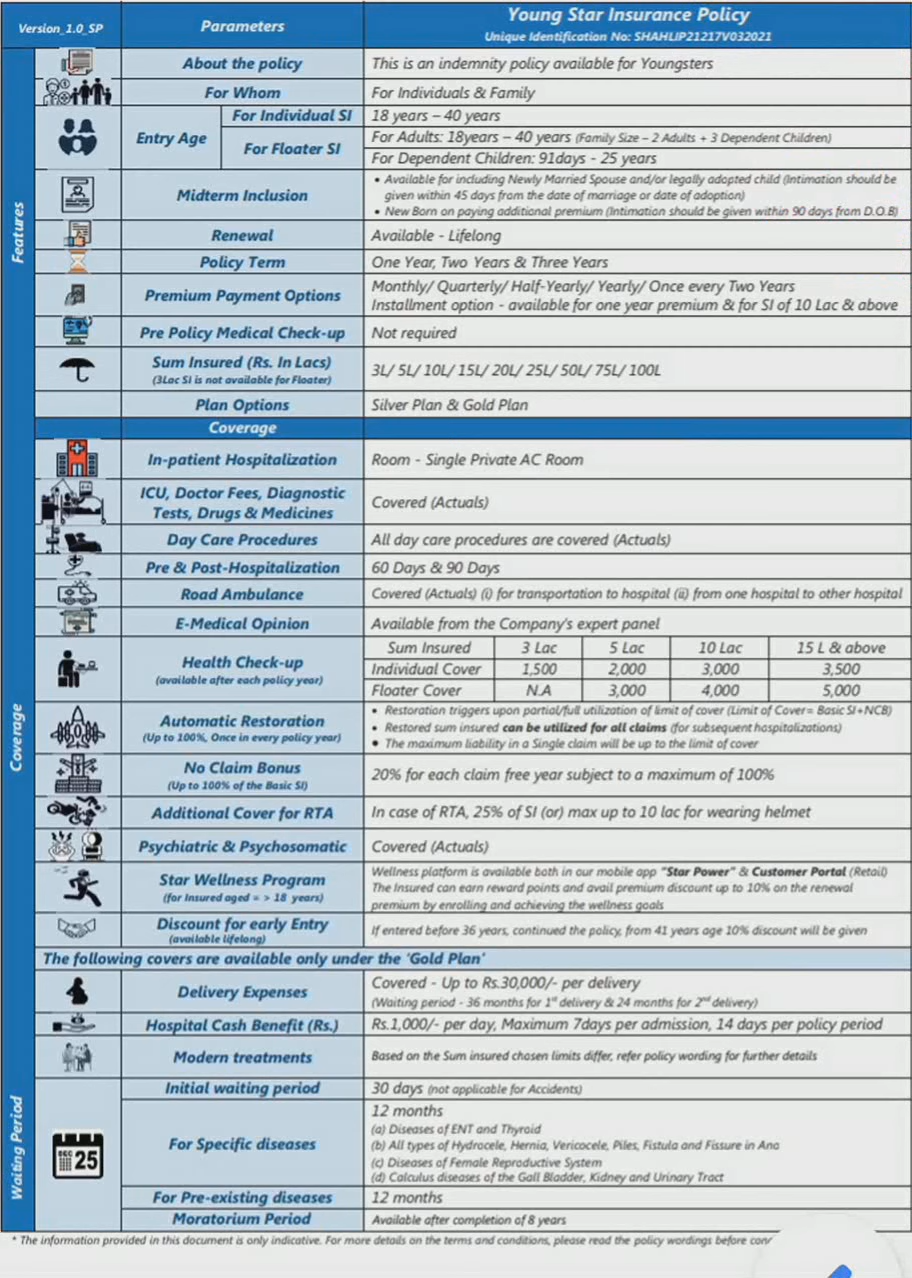 Version_1.0_SP
Parameters
Young Star Insurance Policy
Unique Identification No: SHAHLIP21217V032021
Features
About the policy
This is an indemnity policy available for Youngsters
For Whom
For Individuals & Family
Entry Age
For Individual SI
18 years – 40 years
For Floater SI
For Adults: 18years – 40 years (Family Size – 2 Adults + 3 Dependent Children)
For Dependent Children: 91days - 25 years
Midterm Inclusion
• Available for including Newly Married Spouse and/or legally adopted child (Intimation should be
given within 45 days from the date of marriage or date of adoption)
• New Born on paying additional premium (Intimation should be given within 90 days from D.O.B)
Renewal
Available - Lifelong
Policy Term
One Year, Two Years & Three Years
Premium Payment Options
Monthly/ Quarterly/ Half-Yearly/ Yearly/ Once every Two Years
Installment option - available for one year premium & for SI of 10 Lac & above
Pre Policy Medical Check-up
Not required
Sum Insured (Rs. In Lacs)
(3Lac SI is not available for Floater)
3L/ 5L/ 10L/ 15L/ 20L/ 25L/ 50L/ 75L/ 100L
Plan Options
Silver Plan & Gold Plan
Coverage
Coverage
In-patient Hospitalization
Room - Single Private AC Room
ICU, Doctor Fees, Diagnostic
Tests, Drugs & Medicines
Covered (Actuals)
Day Care Procedures
All day care procedures are covered (Actuals)
Pre & Post-Hospitalization
60 Days & 90 Days
Road Ambulance
Covered (Actuals) (i) for transportation to hospital (ii) from one hospital to other hospital
E-Medical Opinion
Available from the Company's expert panel
Health Check-up
(available after each policy year)
Sum Insured 3 Lac 5 Lac 10 Lac 15 L & above
Individual Cover 1,500 2,000 3,000 3,500
Floater Cover N.A 3,000 4,000 5,000
Automatic Restoration
(Up to 100%, Once in every policy year)
• Restoration triggers upon partial/full utilization of limit of cover (Limit of Cover= Basic SI+NCB)
• Restored sum insured can be utilized for all claims (for subsequent hospitalizations)
• The maximum liability in a Single claim will be up to the limit of cover
No Claim Bonus
(Up to 100% of the Basic SI)
20% for each claim free year subject to a maximum of 100%
Additional Cover for RTA
In case of RTA, 25% of SI (or) max up to 10 lac for wearing helmet
Psychiatric & Psychosomatic
Covered (Actuals)
Star Wellness Program
(for Insured aged = > 18 years)
Wellness platform is available both in our mobile app "Star Power" & Customer Portal (Retail)
The Insured can earn reward points and avail premium discount up to 10% on the renewal
premium by enrolling and achieving the wellness goals
Discount for early Entry
(available lifelong)
If entered before 36 years, continued the policy, from 41 years age 10% discount will be given
The following covers are available only under the 'Gold Plan'
Delivery Expenses
Covered - Up to Rs.30,000/- per delivery
(Waiting period - 36 months for 1st delivery & 24 months for 2nd delivery)
Hospital Cash Benefit (Rs.)
Rs.1,000/- per day, Maximum 7days per admission, 14 days per policy period
Modern treatments
Based on the Sum insured chosen limits differ, refer policy wording for further details
Waiting Period
Initial waiting period
30 days (not applicable for Accidents)
DEC
25
For Specific diseases
12 months
(a) Diseases of ENT and Thyroid
(b) All types of Hydrocele, Hernia, Vericocele, Piles, Fistula and Fissure in Ano
(c) Diseases of Female Reproductive System
(d) Calculus diseases of the Gall Bladder, Kidney and Urinary Tract
For Pre-existing diseases
12 months
Moratorium Period
Available after completion of 8 years
* The information provided in this document is only indicative. For more details on the terms and conditions, please read the policy wordings before